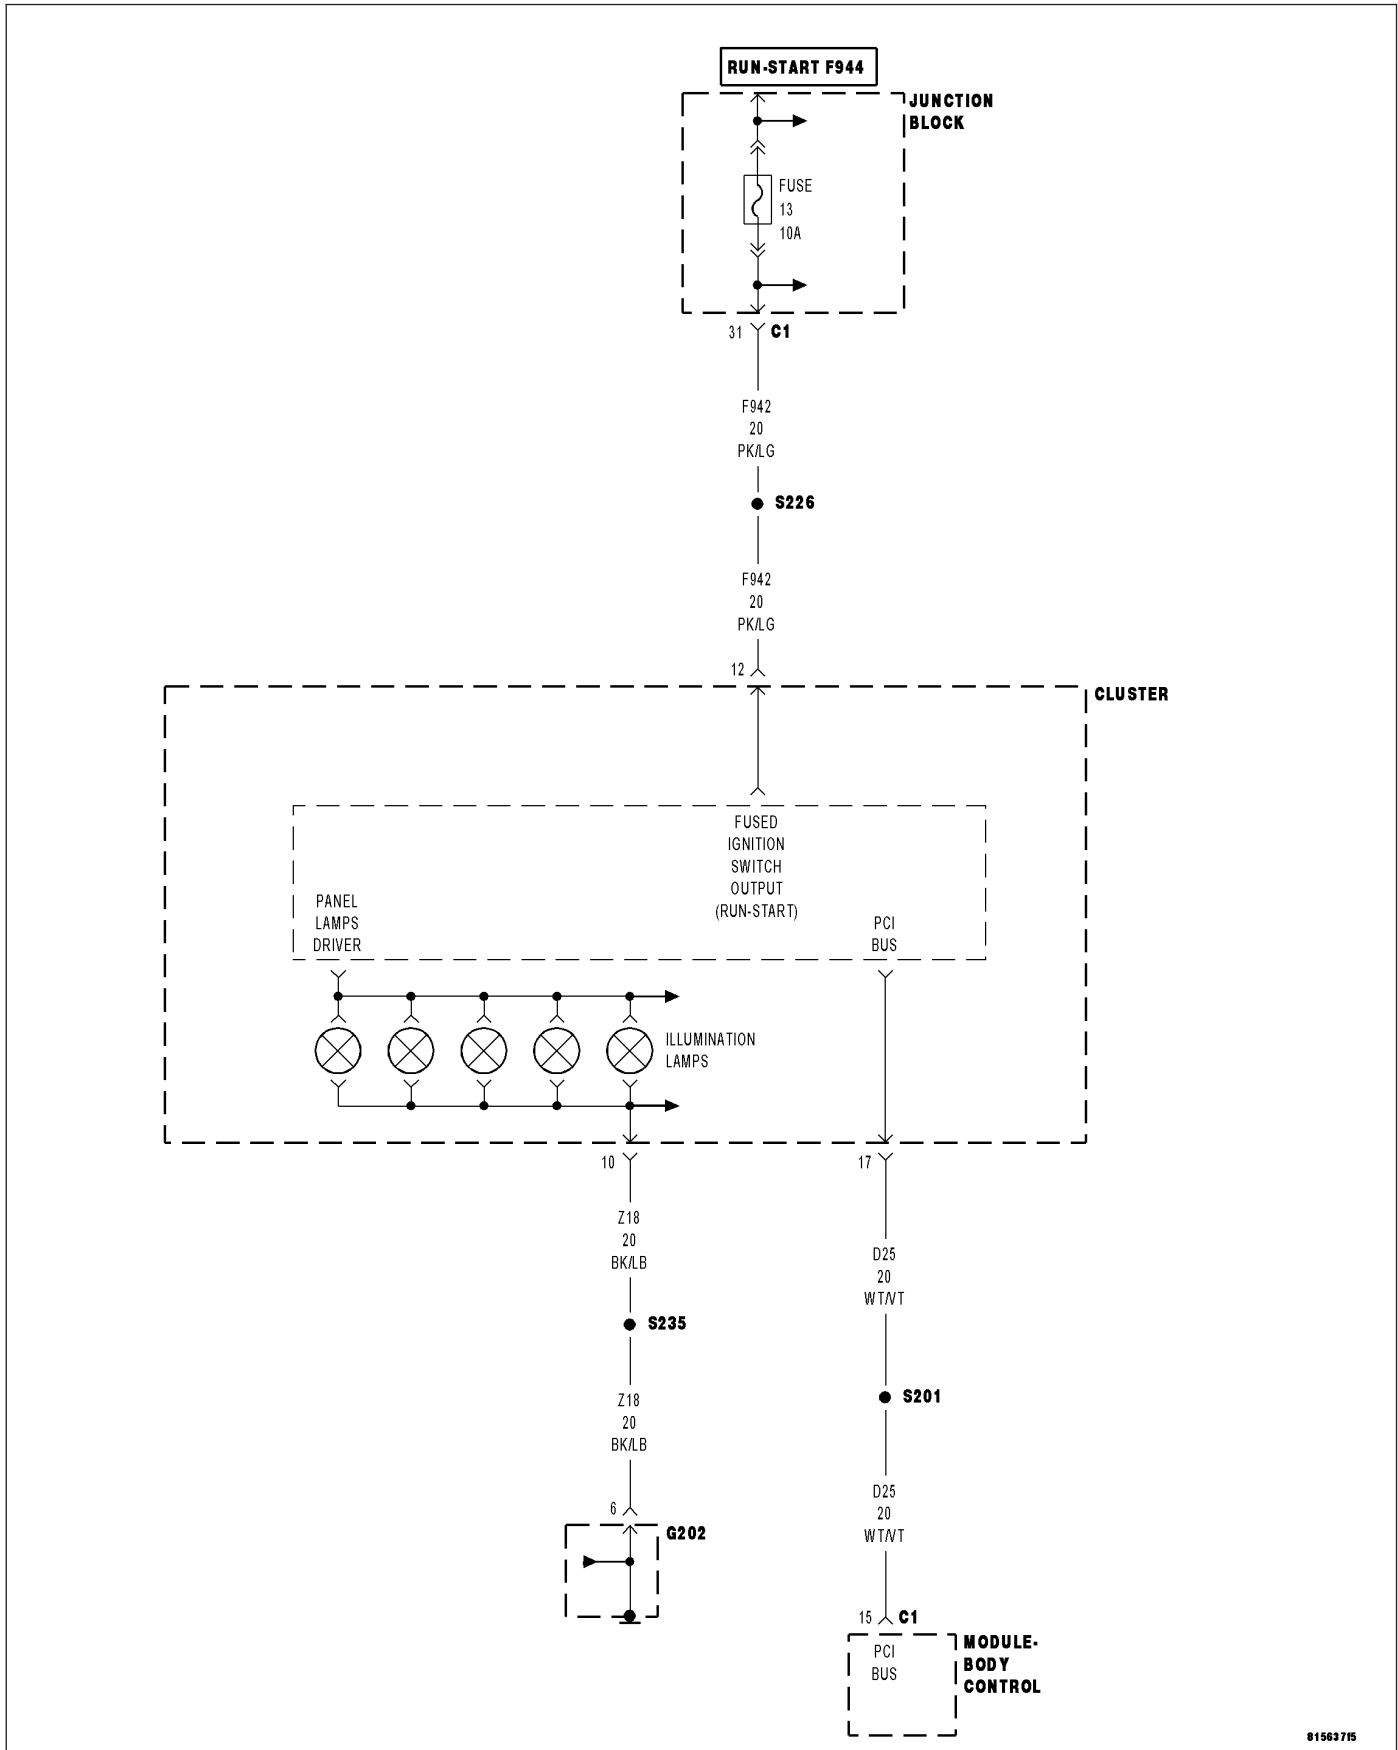 RUN-START F944
JUNCTION
BLOCK
FUSE
13
10A
31
C1
F942
20
PK/LG
S226
F942
20
PK/LG
12
CLUSTER
FUSED
IGNITION
SWITCH
OUTPUT
(RUN-START)
PANEL
LAMPS
DRIVER
PCI
BUS
ILLUMINATION
LAMPS
10
17
Z18
20
BK/LB
D25
20
WT/VT
S235
S201
Z18
20
BK/LB
D25
20
WT/VT
6
G202
15
C1
PCI
BUS
MODULE-
BODY
CONTROL
81563715